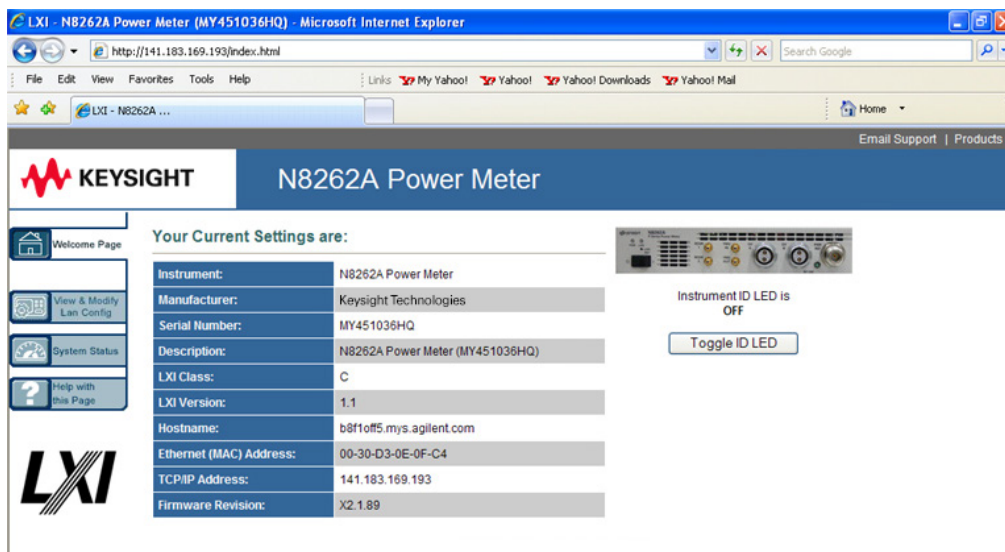 LXI - N8262A Power Meter (MY451036HQ) - Microsoft Internet Explorer
http://141.183.169.193/index.html
Search Google
File Edit View Favorites Tools Help Links My Yahoo! Yahoo! Yahoo! Downloads Yahoo! Mail
LXI - N8262A ... Home
Email Support | Products
KEYSIGHT N8262A Power Meter
Welcome Page
View & Modify
Lan Config
System Status
Help with
this Page
LXI
Your Current Settings are:
Instrument: N8262A Power Meter
Manufacturer: Keysight Technologies
Serial Number: MY451036HQ
Description: N8262A Power Meter (MY451036HQ)
LXI Class: C
LXI Version: 1.1
Hostname: b8f1off5.mys.agilent.com
Ethernet (MAC) Address: 00-30-D3-0E-0F-C4
TCP/IP Address: 141.183.169.193
Firmware Revision: X2.1.89
Instrument ID LED is
OFF
Toggle ID LED